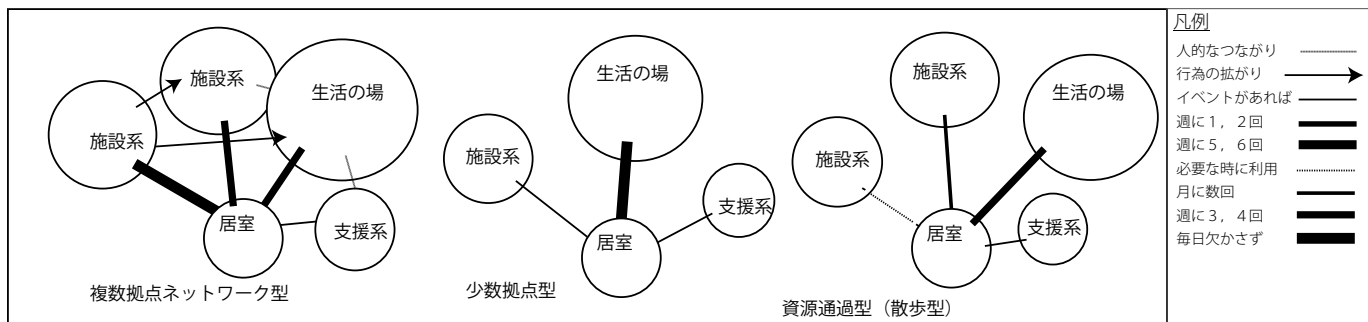 施設系
施設系
生活の場
居室
支援系
複数拠点ネットワーク型
生活の場
施設系
支援系
居室
少数拠点型
施設系
生活の場
施設系
居室
支援系
資源通過型（散歩型）
凡例
人的なつながり
行為の拡がり
イベントがあれば
週に１，２回
週に５，６回
必要な時に利用
月に数回
週に３，４回
毎日欠かさず